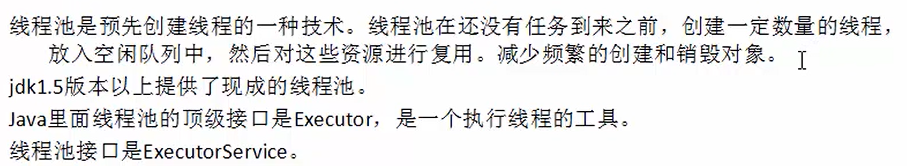 线程池是预先创建线程的一种技术。线程池在还没有任务到来之前，创建一定数量的线程，
放入空闲队列中，然后对这些资源进行复用。减少频繁的创建和销毁对象。
jdk1.5版本以上提供了现成的线程池。
Java里面线程池的顶级接口是Executor，是一个执行线程的工具。
线程池接口是ExecutorService。